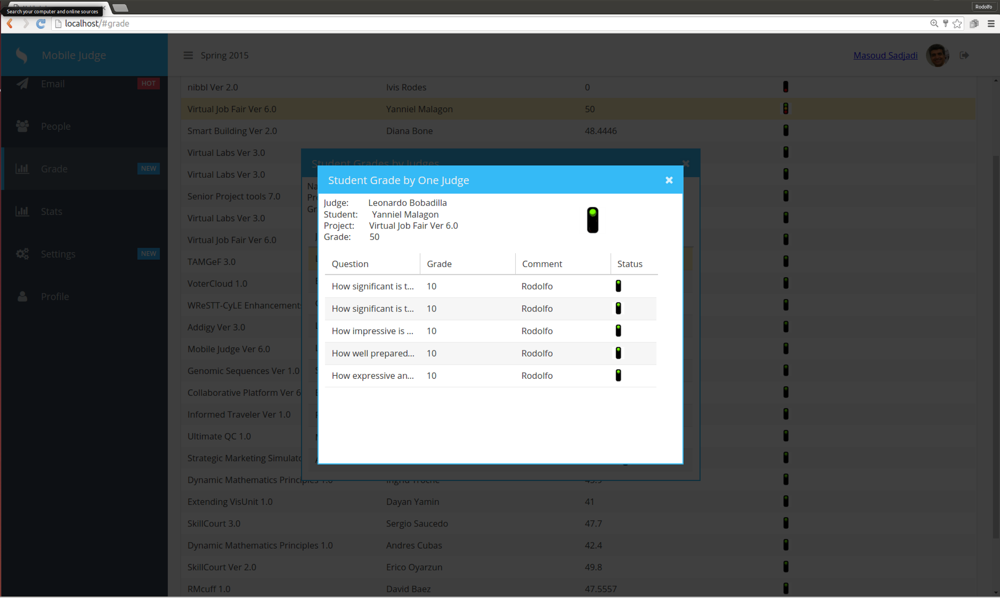 Search your computer and online sources
Rodolfo
localhost/#grade
Mobile Judge
Spring 2015
Masoud Sadjadi
Email HOT
People
Grade NEW
Stats
Settings NEW
Profile
nibbl Ver 2.0 Ivis Rodes 0
Virtual Job Fair Ver 6.0 Yanniel Malagon 50
Smart Building Ver 2.0 Diana Bone 48.4446
Virtual Labs Ver 3.0
Virtual Labs Ver 3.0
Senior Project tools 7.0
Virtual Labs Ver 3.0
Virtual Job Fair Ver 6.0
TAMGeF 3.0
VoterCloud 1.0
WReSTT-CyLE Enhancements
Addigy Ver 3.0
Mobile Judge Ver 6.0
Genomic Sequences Ver 1.0
Collaborative Platform Ver 6
Informed Traveler Ver 1.0
Ultimate QC 1.0
Strategic Marketing
Dynamic Mathematics Principles 1.0 Ingrid Troche
Extending VisUnit 1.0 Dayan Yamin 41
SkillCourt 3.0 Sergio Saucedo 47.7
Dynamic Mathematics Principles 1.0 Andres Cubas 42.4
SkillCourt Ver 2.0 Erico Oyarzun 49.8
RMcuff 1.0 David Baez 47.5557
Student Grades by Judges
Student Grade by One Judge
Judge: Leonardo Bobadilla
Student: Yanniel Malagon
Project: Virtual Job Fair Ver 6.0
Grade: 50
Question Grade Comment Status
How significant is t... 10 Rodolfo
How significant is t... 10 Rodolfo
How impressive is ... 10 Rodolfo
How well prepared... 10 Rodolfo
How expressive an... 10 Rodolfo